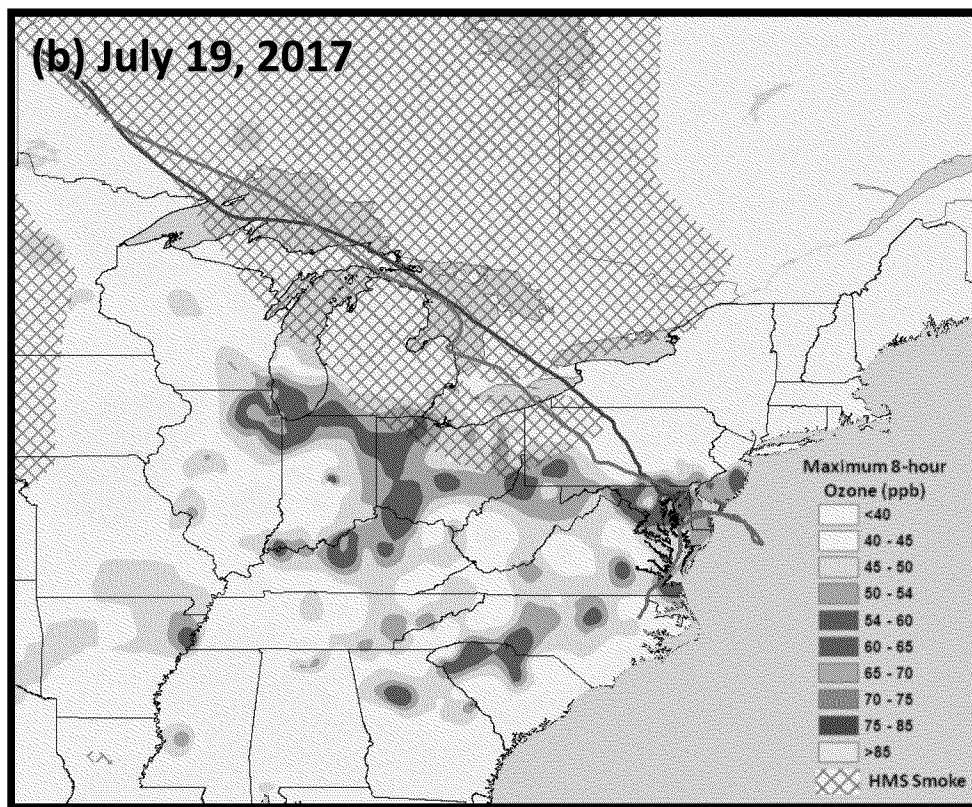 (b) July 19, 2017
Maximum 8-hour
Ozone (ppb)
<40
40 - 45
45 - 50
50 - 54
54 - 60
60 - 65
65 - 70
70 - 75
75 - 85
>85
HMS Smoke